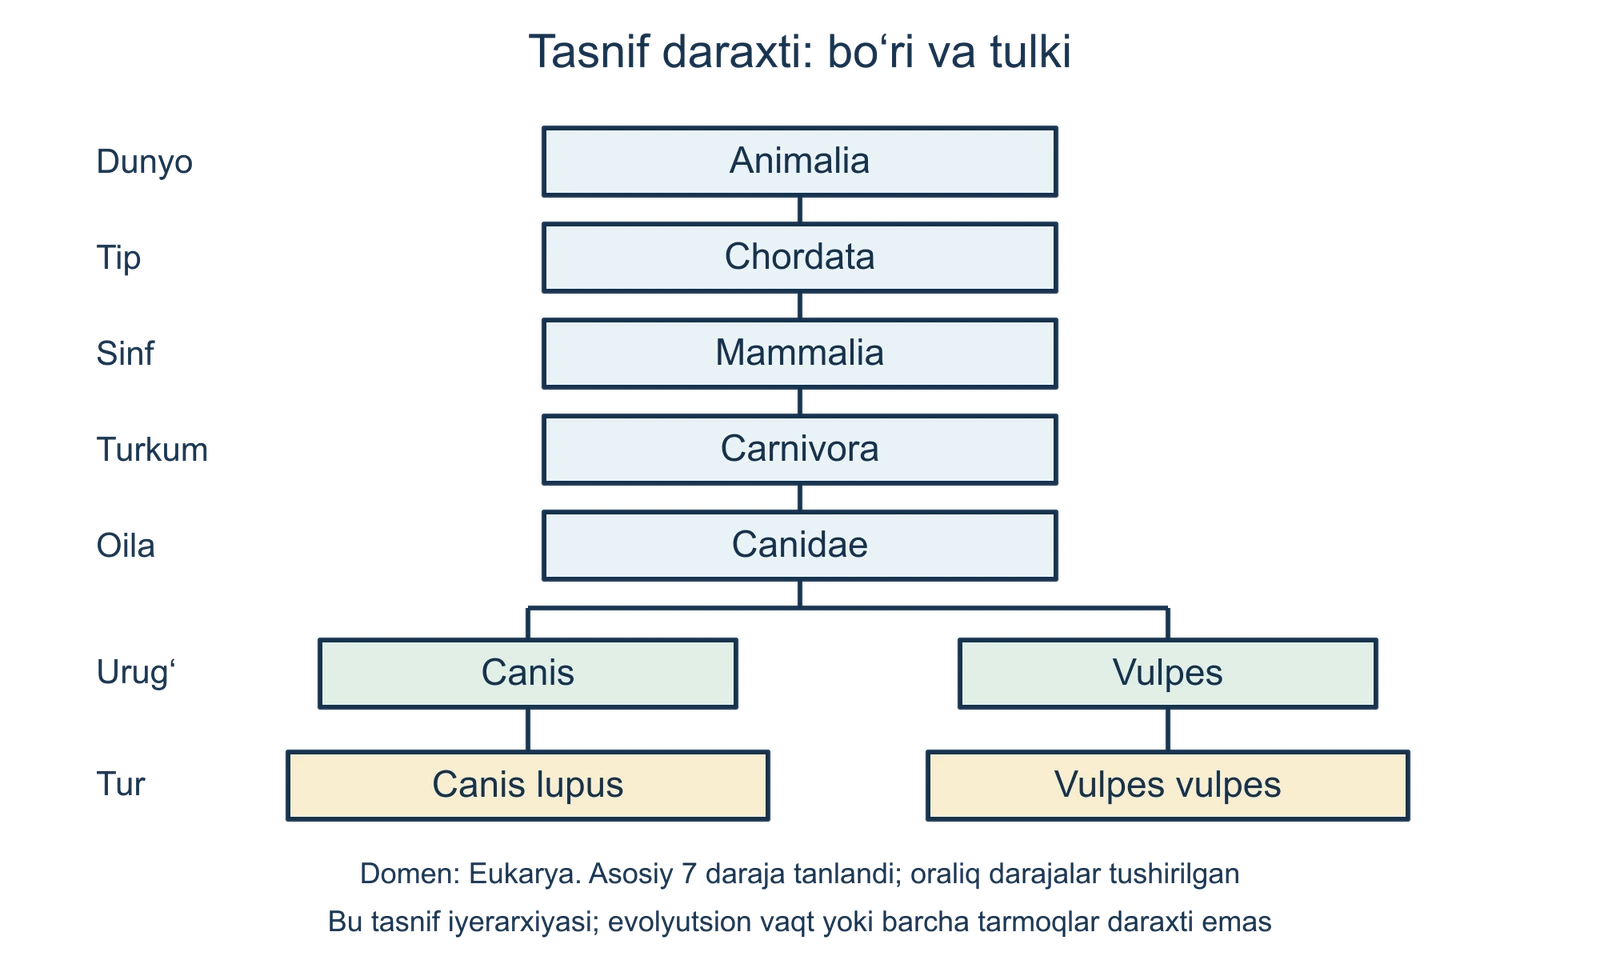 Tasnif daraxti: bo‘ri va tulki
Dunyo
Animalia
Tip
Chordata
Sinf
Mammalia
Turkum
Carnivora
Oila
Canidae
Urug‘
Canis
Vulpes
Tur
Canis lupus
Vulpes vulpes
Domen: Eukarya. Asosiy 7 daraja tanlandi; oraliq darajalar tushirilgan
Bu tasnif iyerarxiyasi; evolyutsion vaqt yoki barcha tarmoqlar daraxti emas